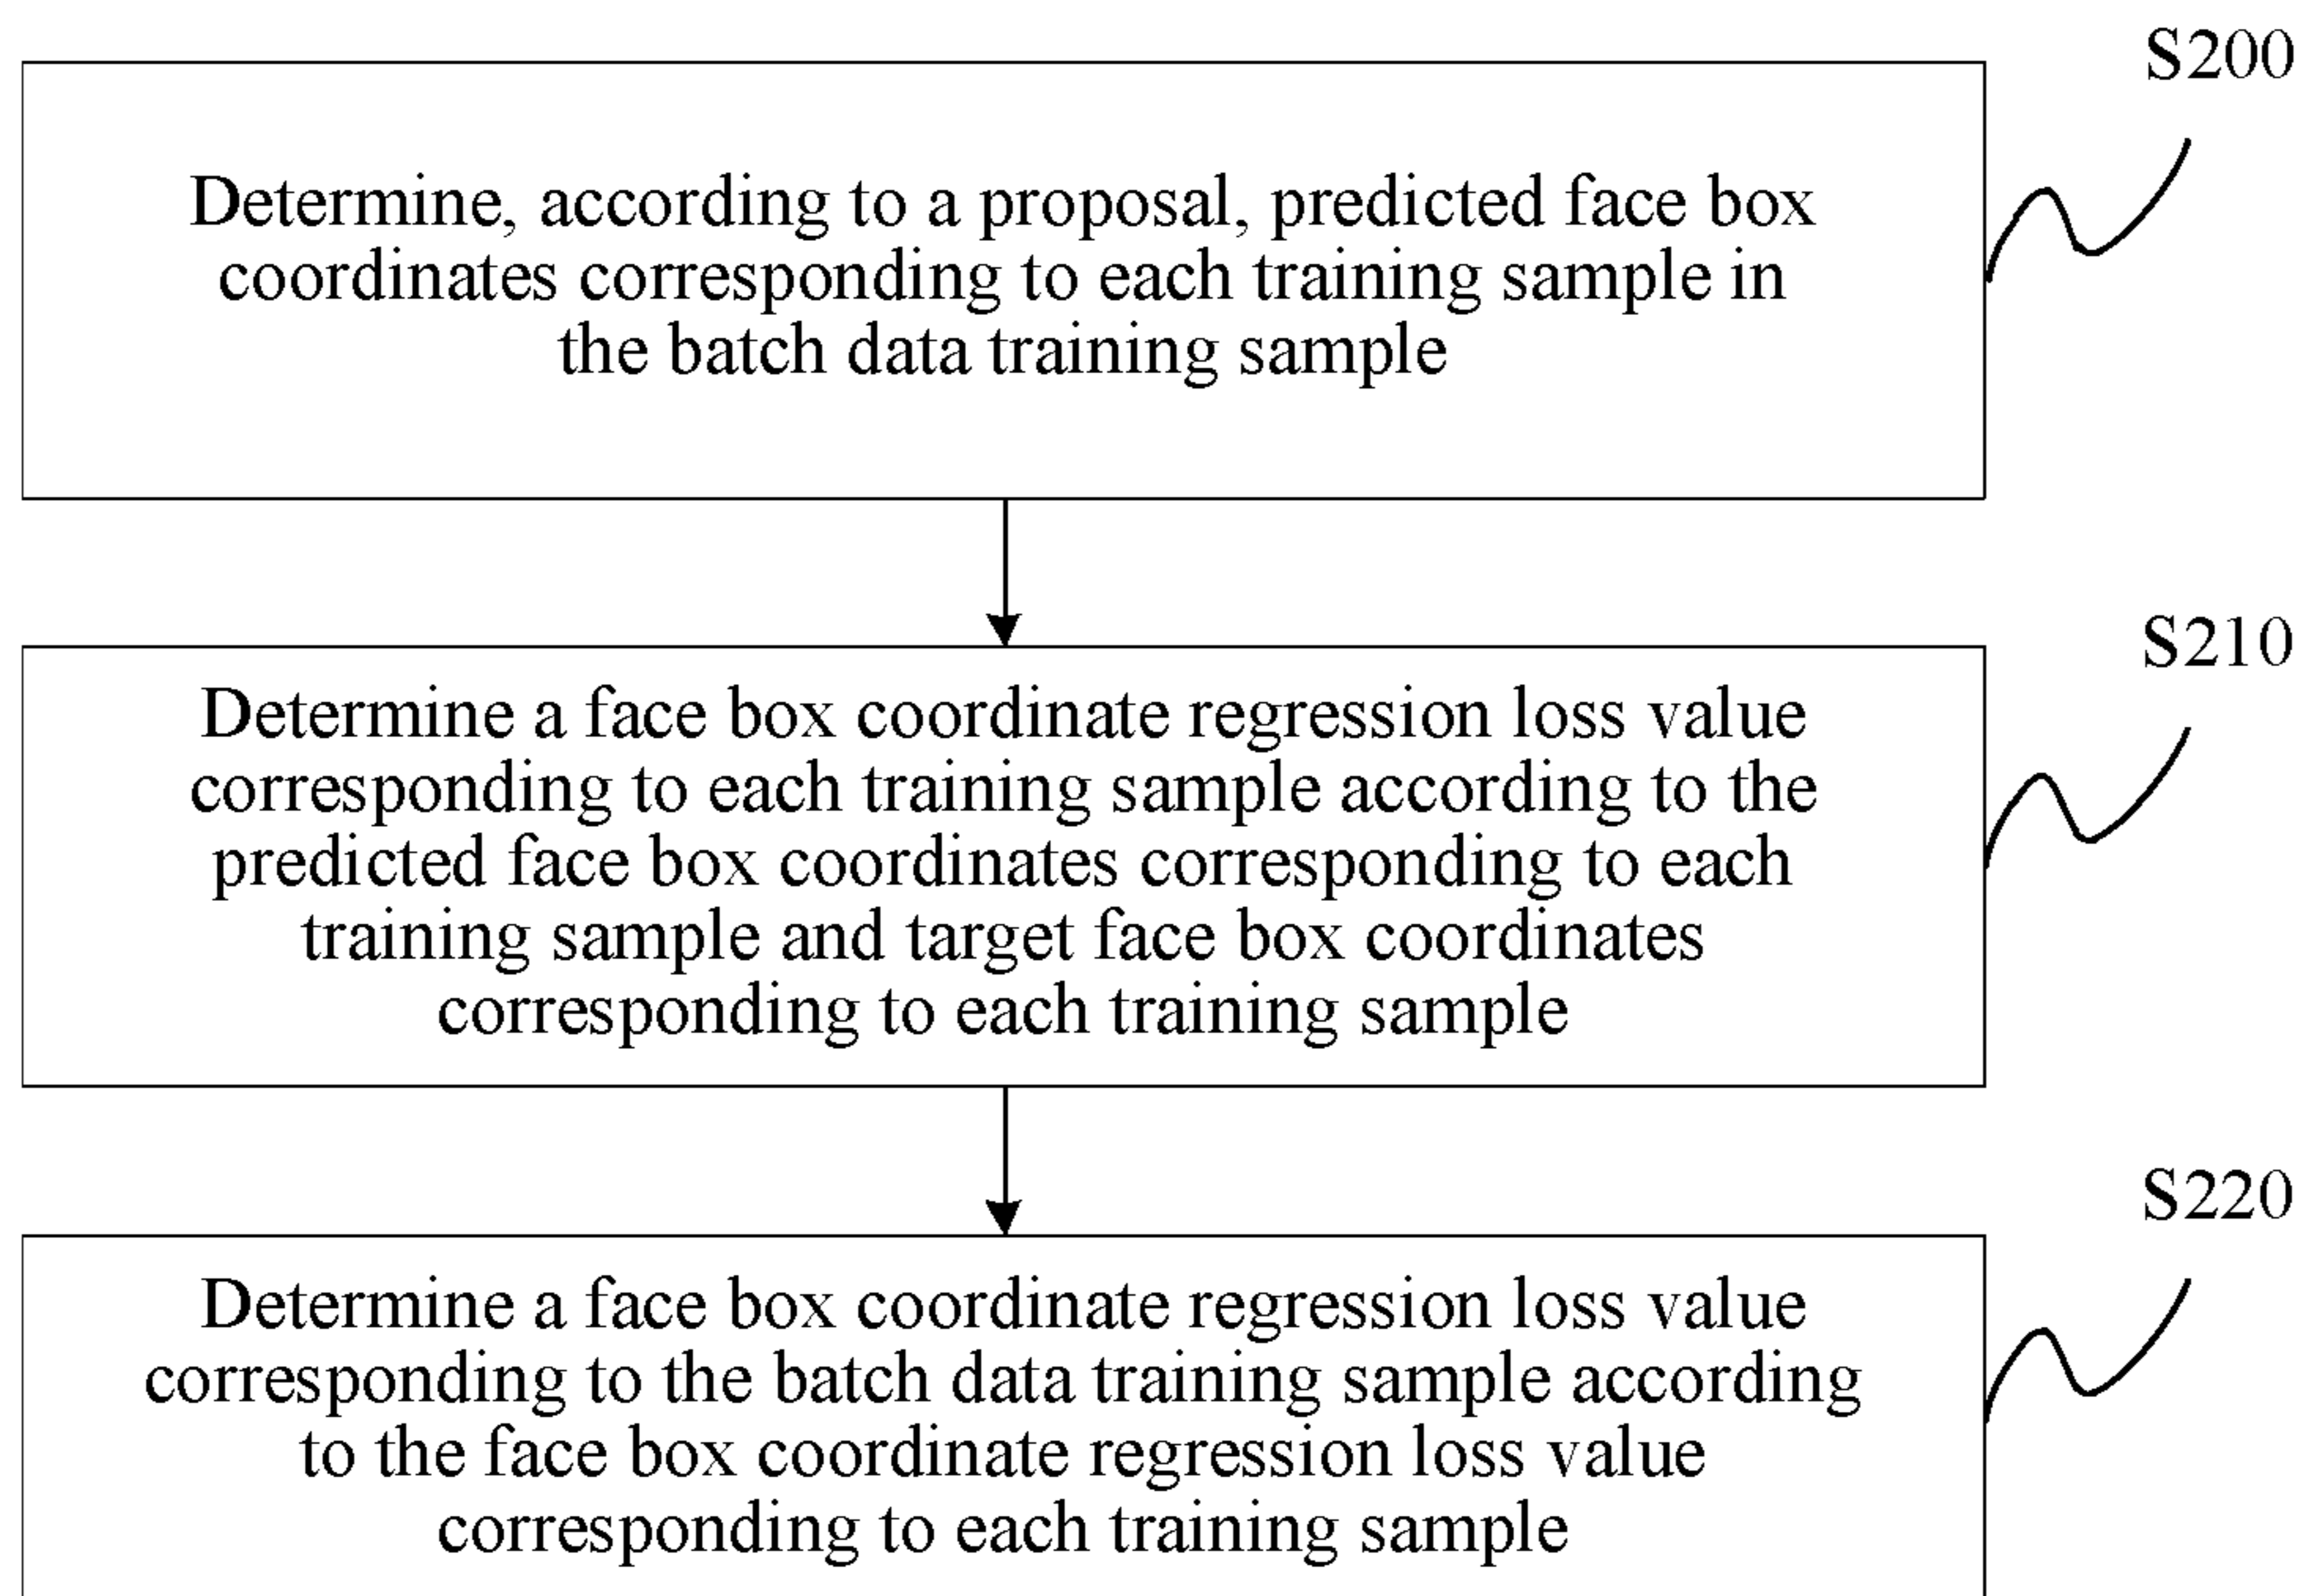 S200
Determine, according to a proposal, predicted face box
coordinates corresponding to each training sample in
the batch data training sample
S210
Determine a face box coordinate regression loss value
corresponding to each training sample according to the
predicted face box coordinates corresponding to each
training sample and target face box coordinates
corresponding to each training sample
S220
Determine a face box coordinate regression loss value
corresponding to the batch data training sample according
to the face box coordinate regression loss value
corresponding to each training sample